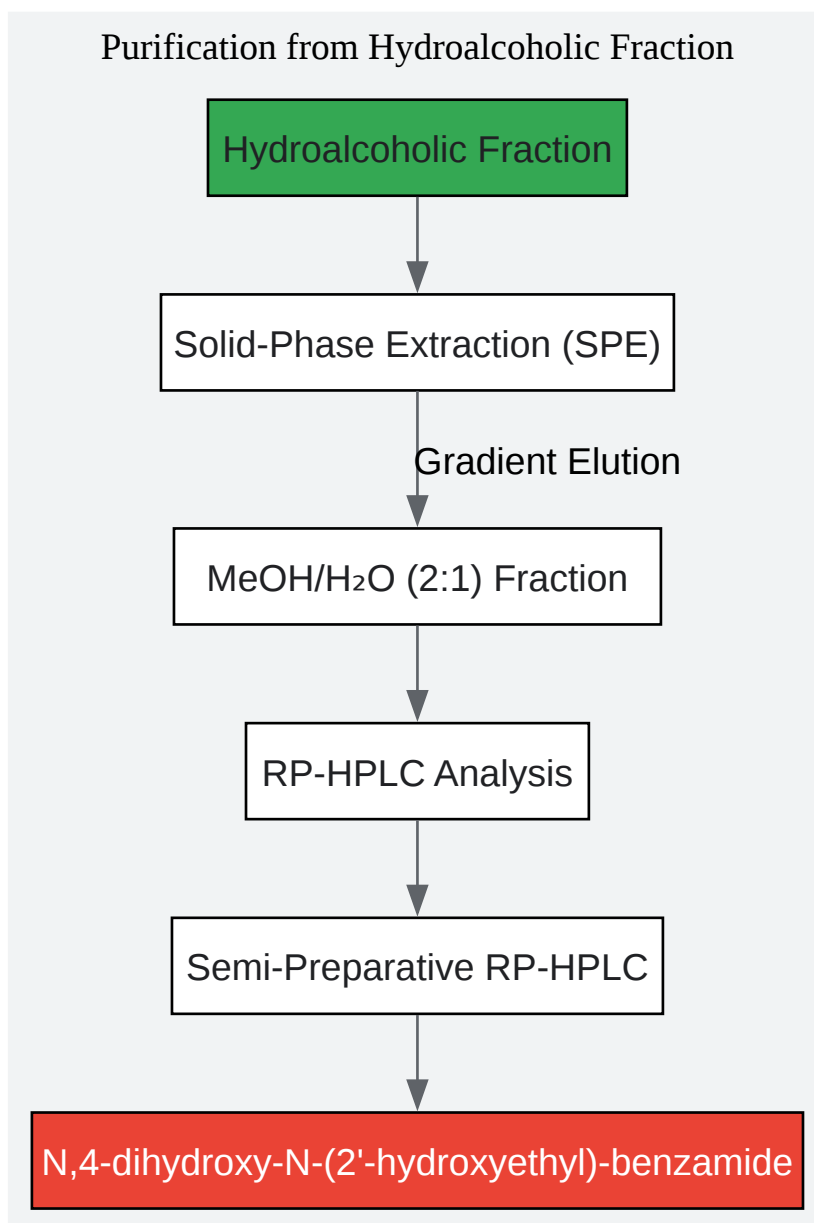 Purification from Hydroalcoholic Fraction
Hydroalcoholic Fraction
Solid-Phase Extraction (SPE)
Gradient Elution
MeOH/H₂O (2:1) Fraction
RP-HPLC Analysis
Semi-Preparative RP-HPLC
N,4-dihydroxy-N-(2'-hydroxyethyl)-benzamide